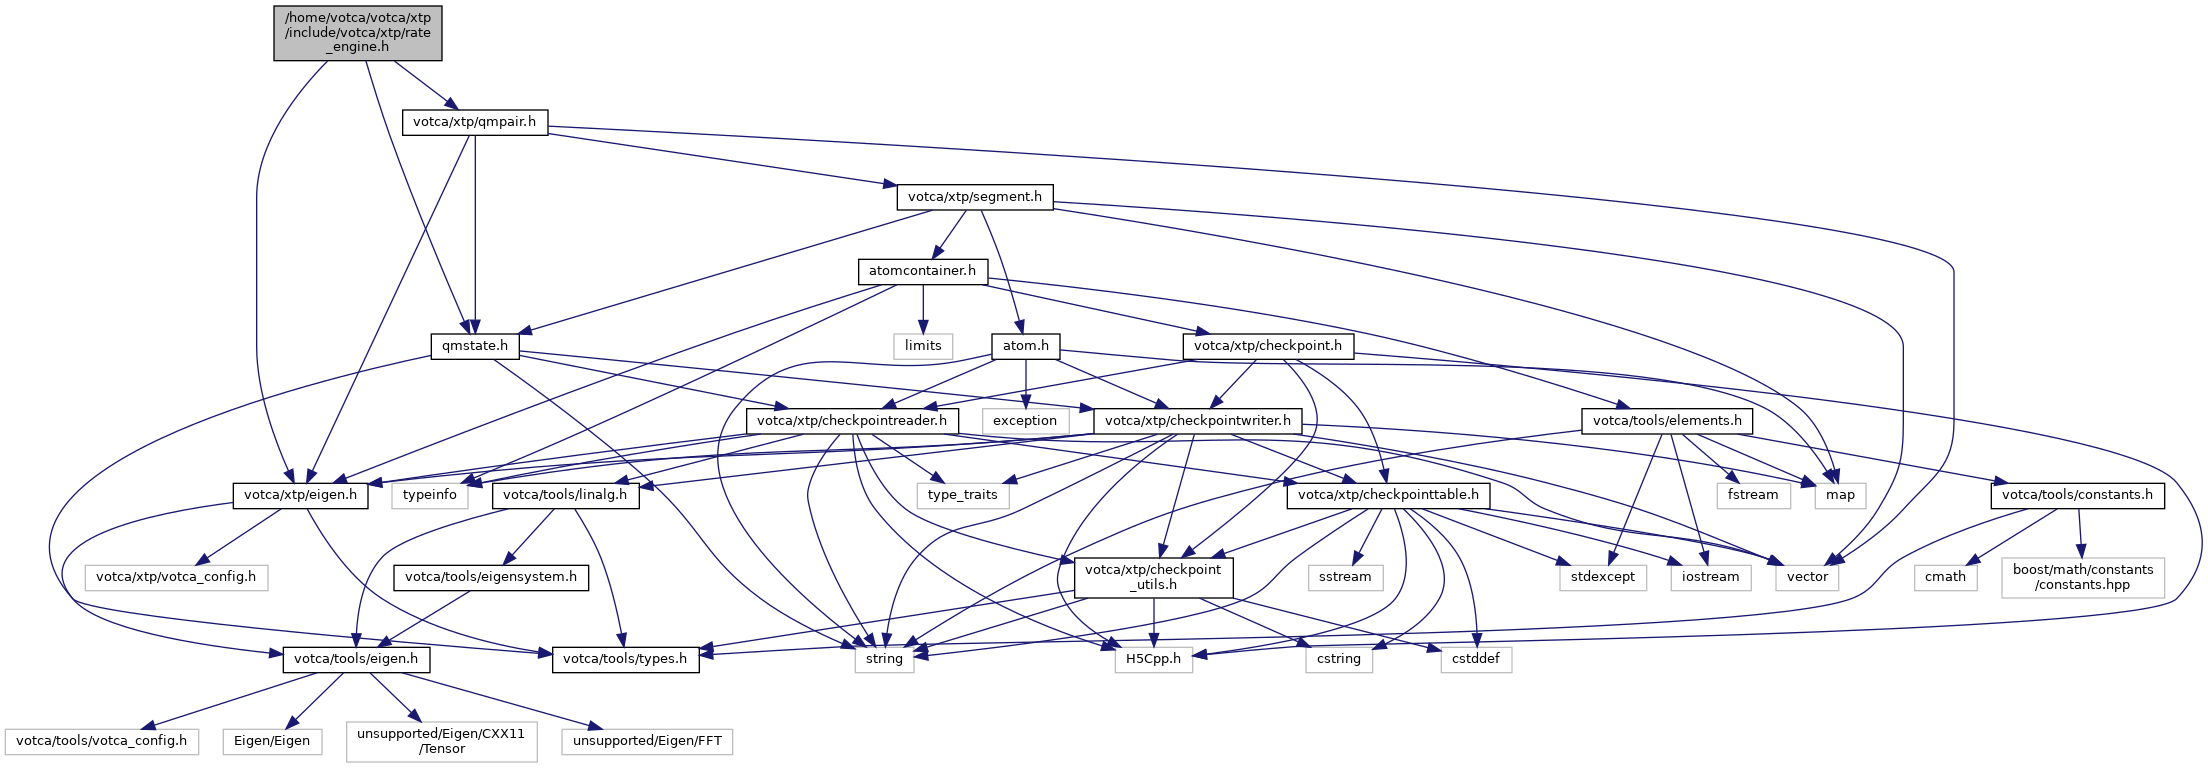 /home/votca/votca/xtp
/include/votca/xtp/rate
_engine.h
votca/xtp/qmpair.h
votca/xtp/segment.h
atomcontainer.h
qmstate.h
limits
atom.h
votca/xtp/checkpoint.h
votca/xtp/checkpointreader.h
exception
votca/xtp/checkpointwriter.h
votca/tools/elements.h
votca/xtp/eigen.h
typeinfo
votca/tools/linalg.h
type_traits
votca/xtp/checkpointtable.h
fstream
map
votca/tools/constants.h
votca/xtp/votca_config.h
votca/tools/eigensystem.h
votca/xtp/checkpoint
_utils.h
sstream
stdexcept
iostream
vector
cmath
boost/math/constants
/constants.hpp
votca/tools/eigen.h
votca/tools/types.h
string
H5Cpp.h
cstring
cstddef
votca/tools/votca_config.h
Eigen/Eigen
unsupported/Eigen/CXX11
/Tensor
unsupported/Eigen/FFT